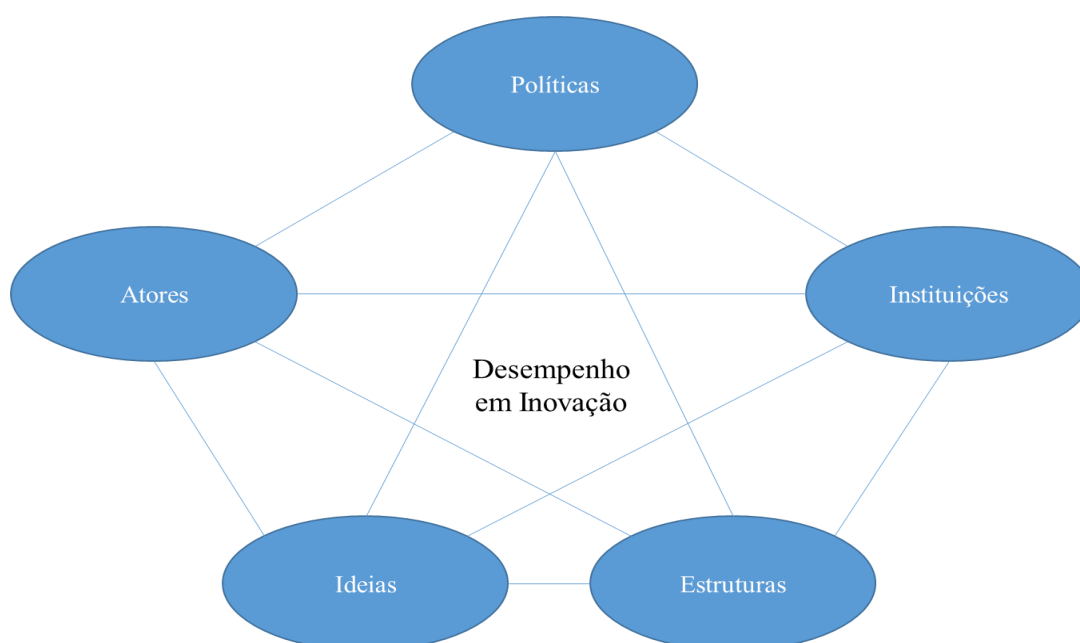 Políticas
Atores
Instituições
Desempenho
em Inovação
Ideias
Estruturas